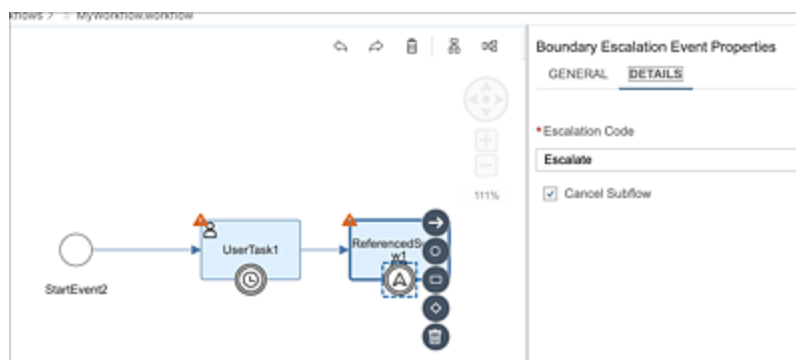 MyWorkflow.workflow
Boundary Escalation Event Properties
GENERAL DETAILS
*Escalation Code
Escalate
Cancel Subflow
111%
UserTask1
w1
StartEvent2